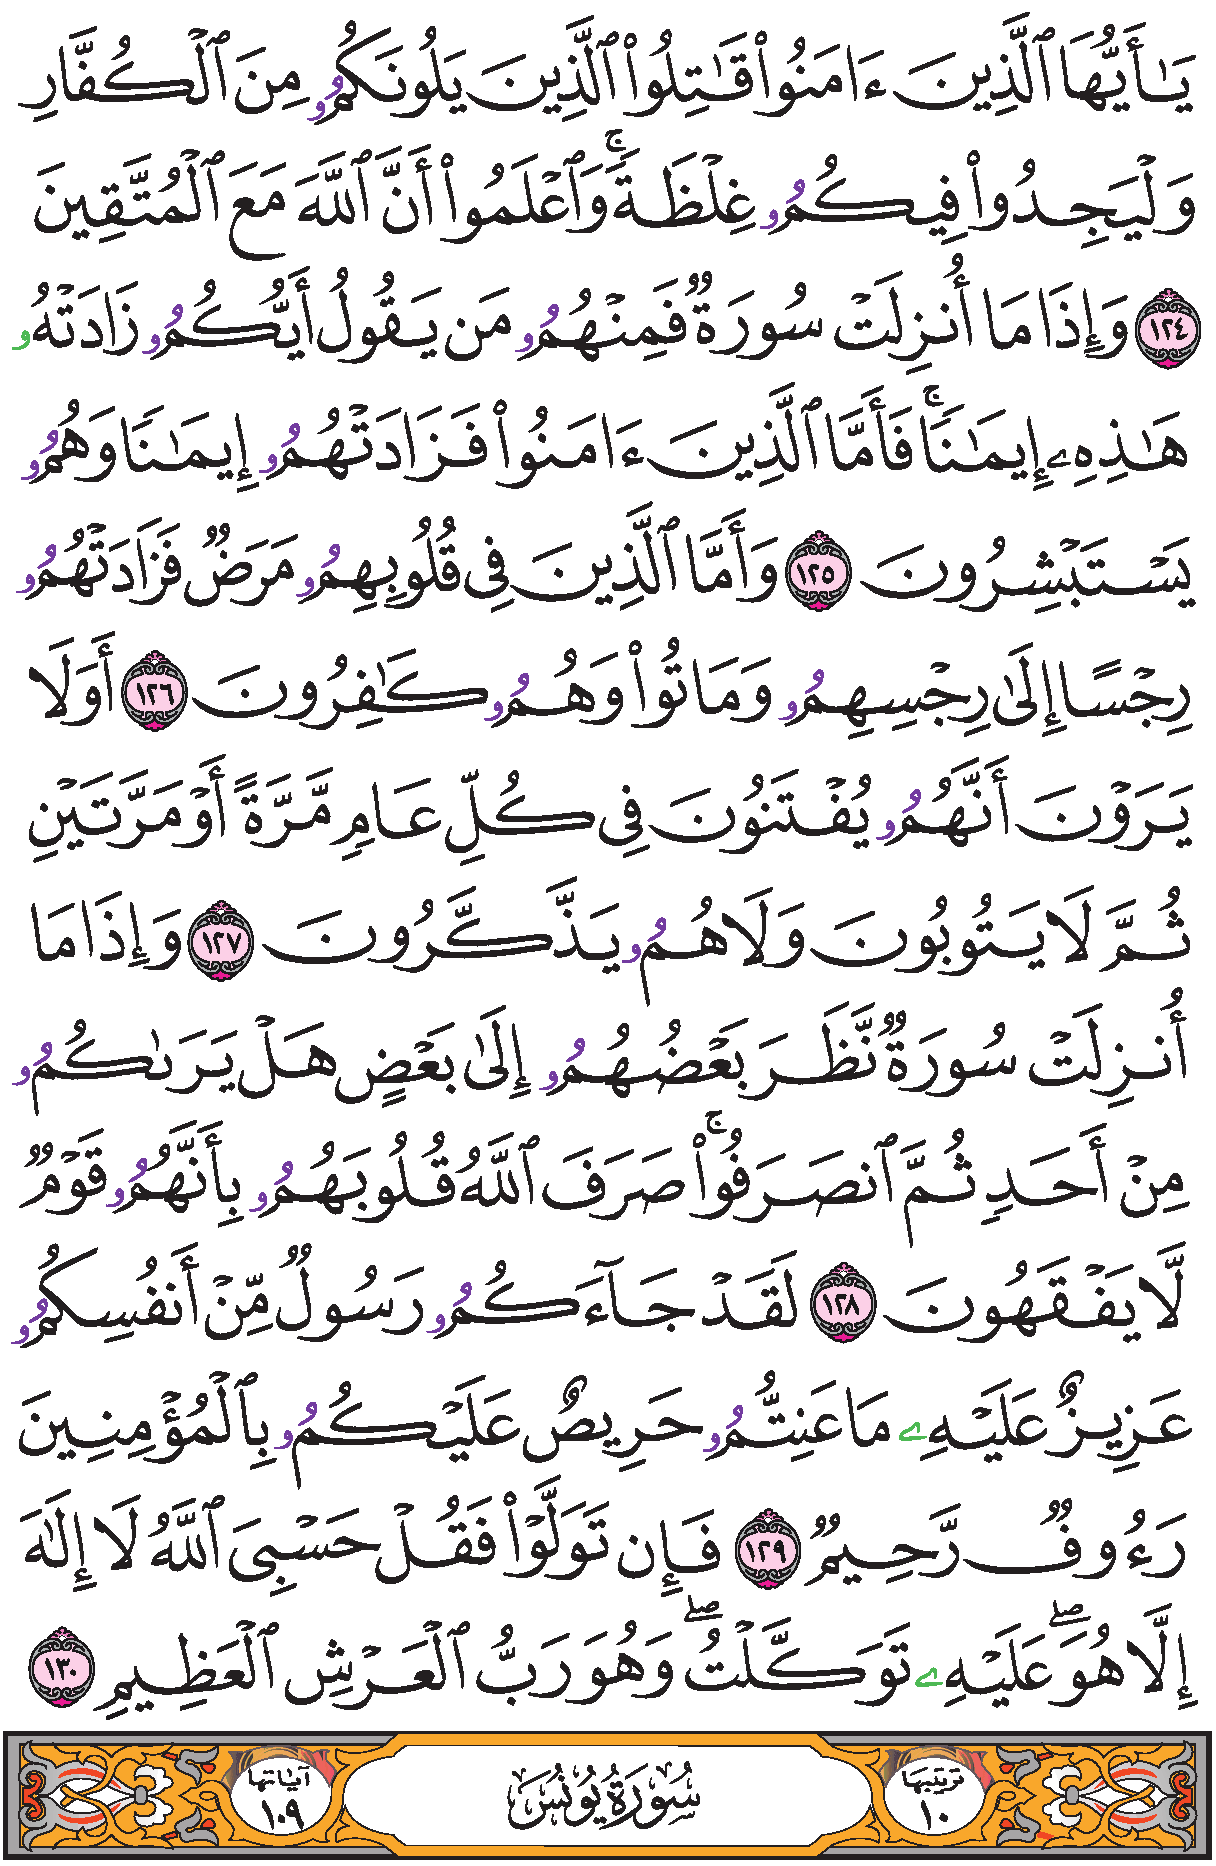 يَـٰٓأَيُّهَا ٱلَّذِينَ ءَامَنُوا۟ قَـٰتِلُوا۟ ٱلَّذِينَ يَلُونَكُمُۥ مِنَ ٱلۡكُفَّارِ
وَلۡيَجِدُوا۟ فِيكُمُۥ غِلۡظَةٗۚ وَٱعۡلَمُوا۟ أَنَّ ٱللَّهَ مَعَ ٱلۡمُتَّقِينَ
١٢٤ وَإِذَا مَا أُنزِلَتۡ سُورَةٞ فَمِنۡهُمُۥ مَن يَقُولُ أَيُّكُمُۥ زَادَتۡهُۥ
هَـٰذِهِۦ إِيمَـٰنٗاۚ فَأَمَّا ٱلَّذِينَ ءَامَنُوا۟ فَزَادَتۡهُمُۥ إِيمَـٰنٗا وَهُمُۥ
يَسۡتَبۡشِرُونَ ١٢٥ وَأَمَّا ٱلَّذِينَ فِي قُلُوبِهِمُۥ مَرَضٞ فَزَادَتۡهُمُۥ
رِجۡسًا إِلَىٰ رِجۡسِهِمُۥ وَمَاتُوا۟ وَهُمُۥ كَـٰفِرُونَ ١٢٦ أَوَلَا
يَرَوۡنَ أَنَّهُمُۥ يُفۡتَنُونَ فِي كُلِّ عَامٖ مَّرَّةً أَوۡ مَرَّتَيۡنِ
ثُمَّ لَا يَتُوبُونَ وَلَا هُمُۥ يَذَّكَّرُونَ ١٢٧ وَإِذَا مَا
أُنزِلَتۡ سُورَةٞ نَّظَرَ بَعۡضُهُمُۥ إِلَىٰ بَعۡضٍ هَلۡ يَرَىٰكُمُۥ
مِنۡ أَحَدٖ ثُمَّ ٱنصَرَفُوا۟ۚ صَرَفَ ٱللَّهُ قُلُوبَهُمُۥ بِأَنَّهُمُۥ قَوۡمٞ
لَّا يَفۡقَهُونَ ١٢٨ لَقَدۡ جَآءَكُمُۥ رَسُولٞ مِّنۡ أَنفُسِكُمُۥ
عَزِيزٌ عَلَيۡهِۦ مَا عَنِتُّمُۥ حَرِيصٌ عَلَيۡكُمُۥ بِٱلۡمُؤۡمِنِينَ
رَءُوفٞ رَّحِيمٞ ١٢٩ فَإِن تَوَلَّوۡا۟ فَقُلۡ حَسۡبِيَ ٱللَّهُ لَا إِلَـٰهَ
إِلَّا هُوَۖ عَلَيۡهِۦ تَوَكَّلۡتُۖ وَهُوَ رَبُّ ٱلۡعَرۡشِ ٱلۡعَظِيمِ ١٣٠
ترتيبها ١٠ سُورَةُ يُونُسَ آياتها ١٠٩